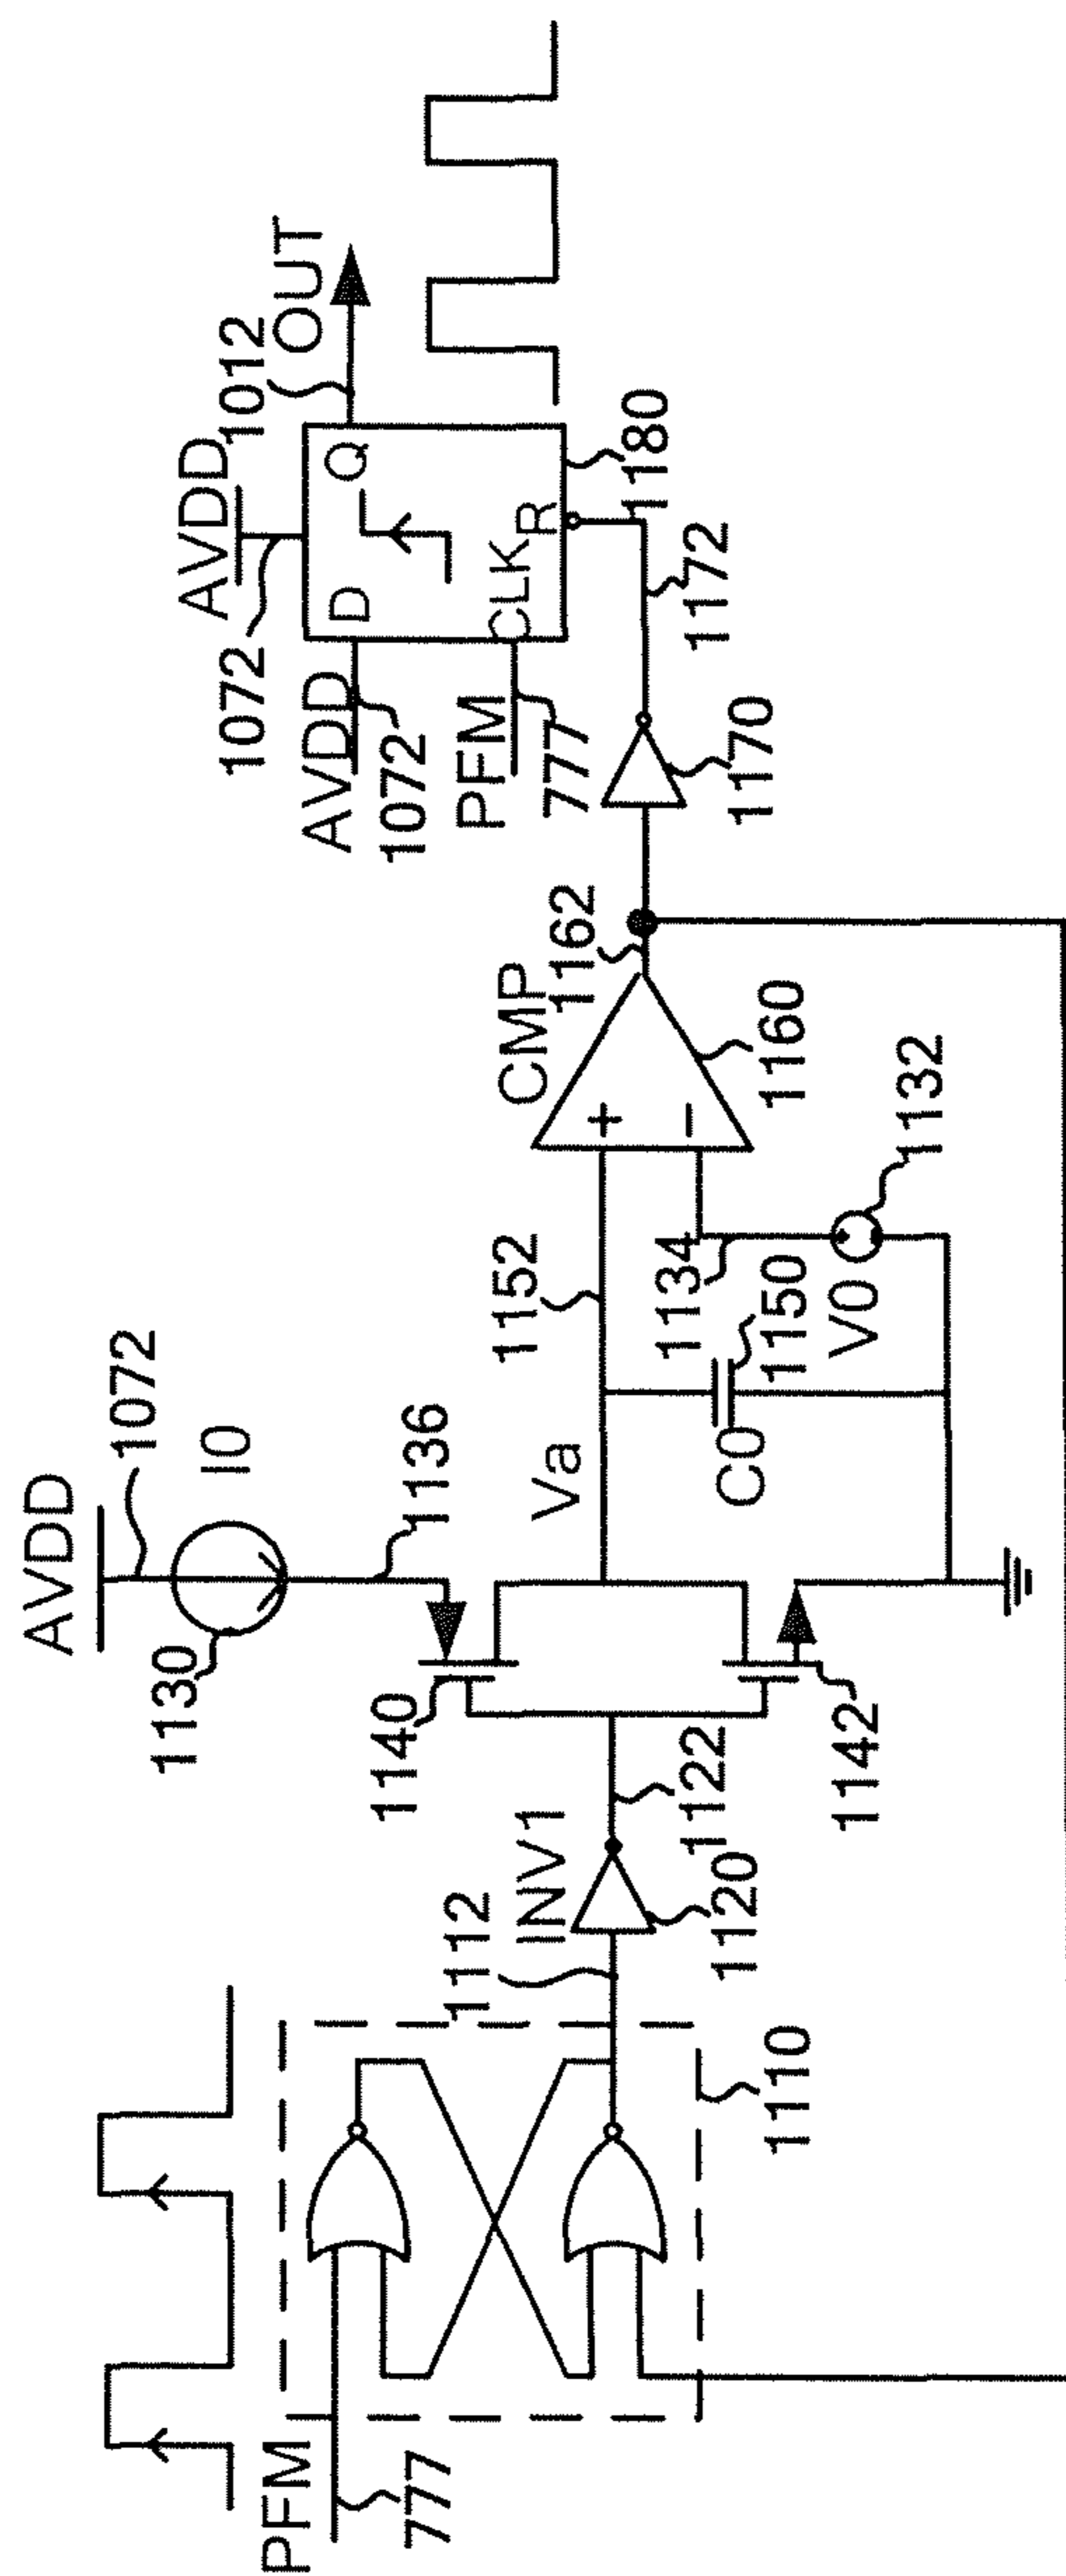 PFM
777
1110
1112
INV1
1120
1122
AVDD
1072
1130
I0
1136
1140
1142
Va
1152
C0
1150
1134
V0
1132
CMP
+
−
1160
1162
1170
1172
AVDD
1072
AVDD
1072
PFM
777
D
Q
CLK
R
1180
1012
OUT